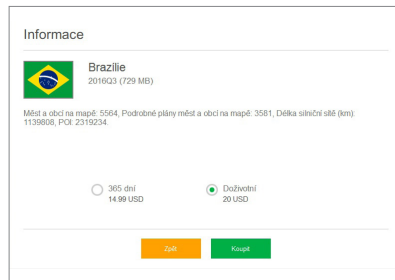 Informace
Brazílie
2016Q3 (729 MB)
Měst a obcí na mapě: 5564, Podrobné plány měst a obcí na mapě: 3581, Délka silniční sítě (km):
1139808, POI: 2319234.
365 dní
14.99 USD
Doživotní
20 USD
Zpět
Koupit